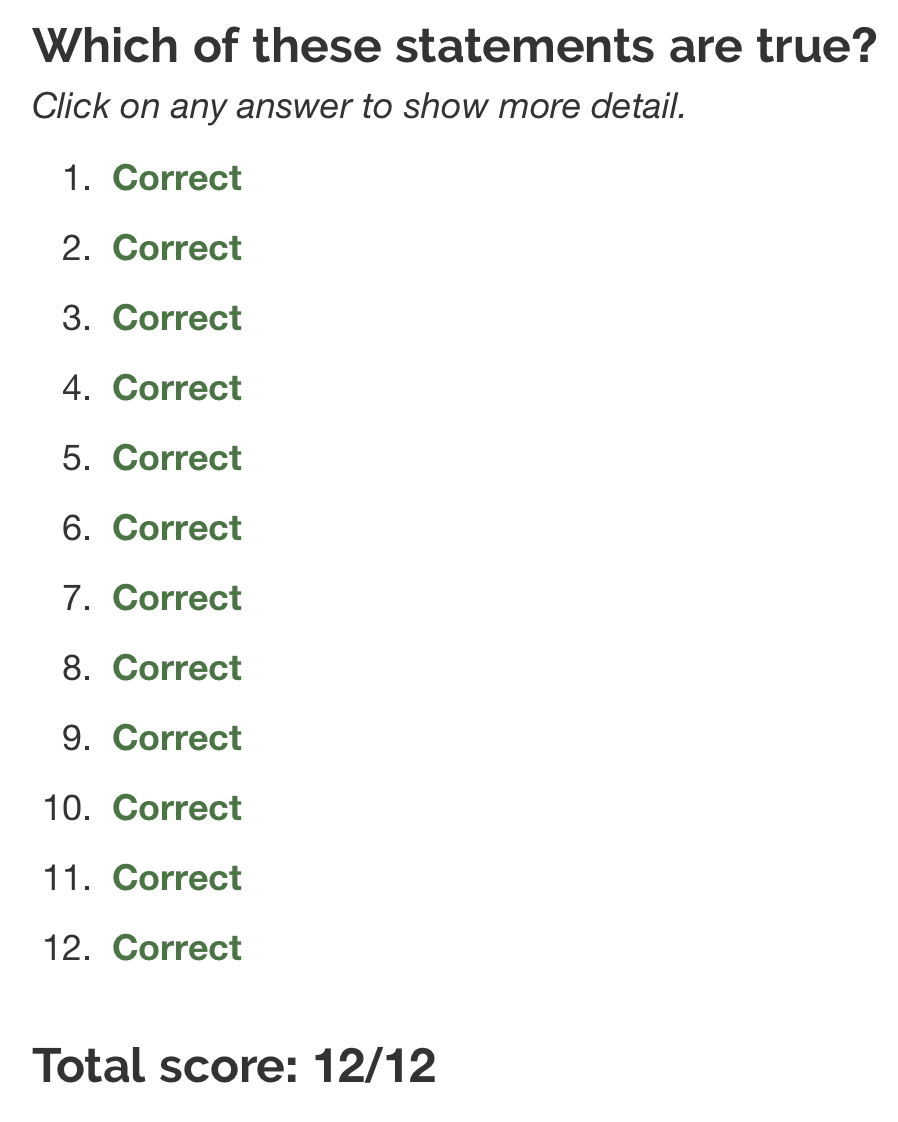 Which of these statements are true?
Click on any answer to show more detail.
1. Correct
2. Correct
3. Correct
4. Correct
5. Correct
6. Correct
7. Correct
8. Correct
9. Correct
10. Correct
11. Correct
12. Correct
Total score: 12/12